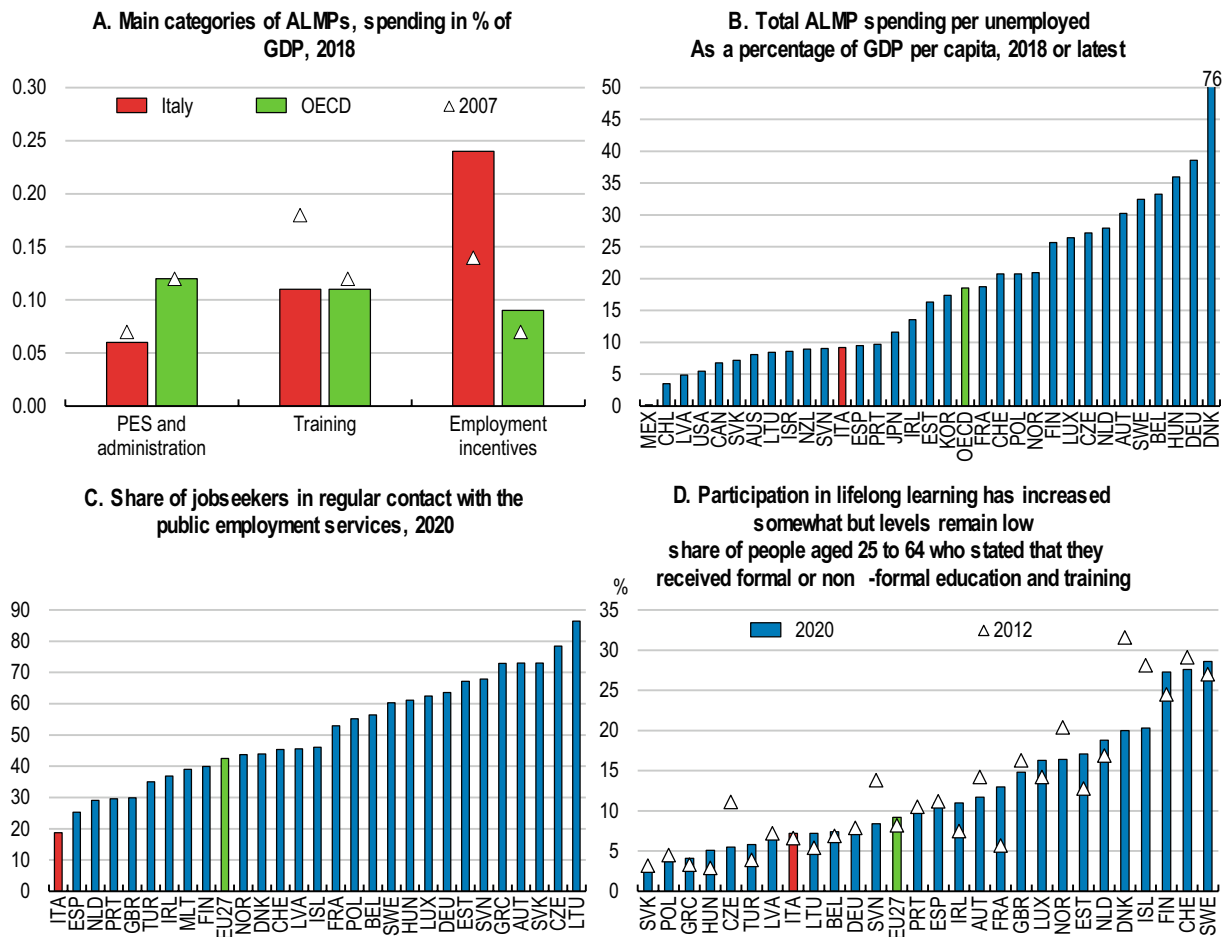 A. Main categories of ALMPs, spending in % of
GDP, 2018
0.30
0.25
0.20
0.15
0.10
0.05
0.00
Italy
OECD
2007
PES and
administration
Training
Employment
incentives
B. Total ALMP spending per unemployed
As a percentage of GDP per capita, 2018 or latest
76
50
45
40
35
30
25
20
15
10
5
0
MEX
CHL
LVA
USA
CAN
SVK
AUS
LTU
ISR
NZL
SVN
ITA
ESP
PRT
JPN
IRL
EST
KOR
OECD
FRA
CHE
POL
NOR
FIN
LUX
CZE
NLD
AUT
SWE
BEL
HUN
DEU
DNK
C. Share of jobseekers in regular contact with the
public employment services, 2020
90
80
70
60
50
40
30
20
10
0
ITA
ESP
NLD
PRT
GBR
TUR
IRL
MLT
FIN
EU27
NOR
DNK
CHE
LVA
ISL
FRA
POL
BEL
SWE
HUN
LUX
DEU
EST
SVN
GRC
AUT
SVK
CZE
LTU
D. Participation in lifelong learning has increased
somewhat but levels remain low
share of people aged 25 to 64 who stated that they
received formal or non -formal education and training
%
35
30
25
20
15
10
5
0
2020
2012
SVK
POL
GRC
HUN
CZE
TUR
LVA
ITA
LTU
BEL
DEU
SVN
EU27
PRT
ESP
IRL
AUT
FRA
GBR
LUX
NOR
EST
NLD
DNK
ISL
FIN
CHE
SWE